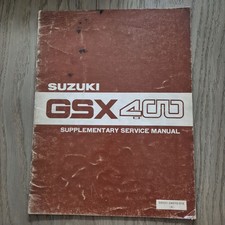 SUZUKI
GSX400
SUPPLEMENTARY SERVICE MANUAL